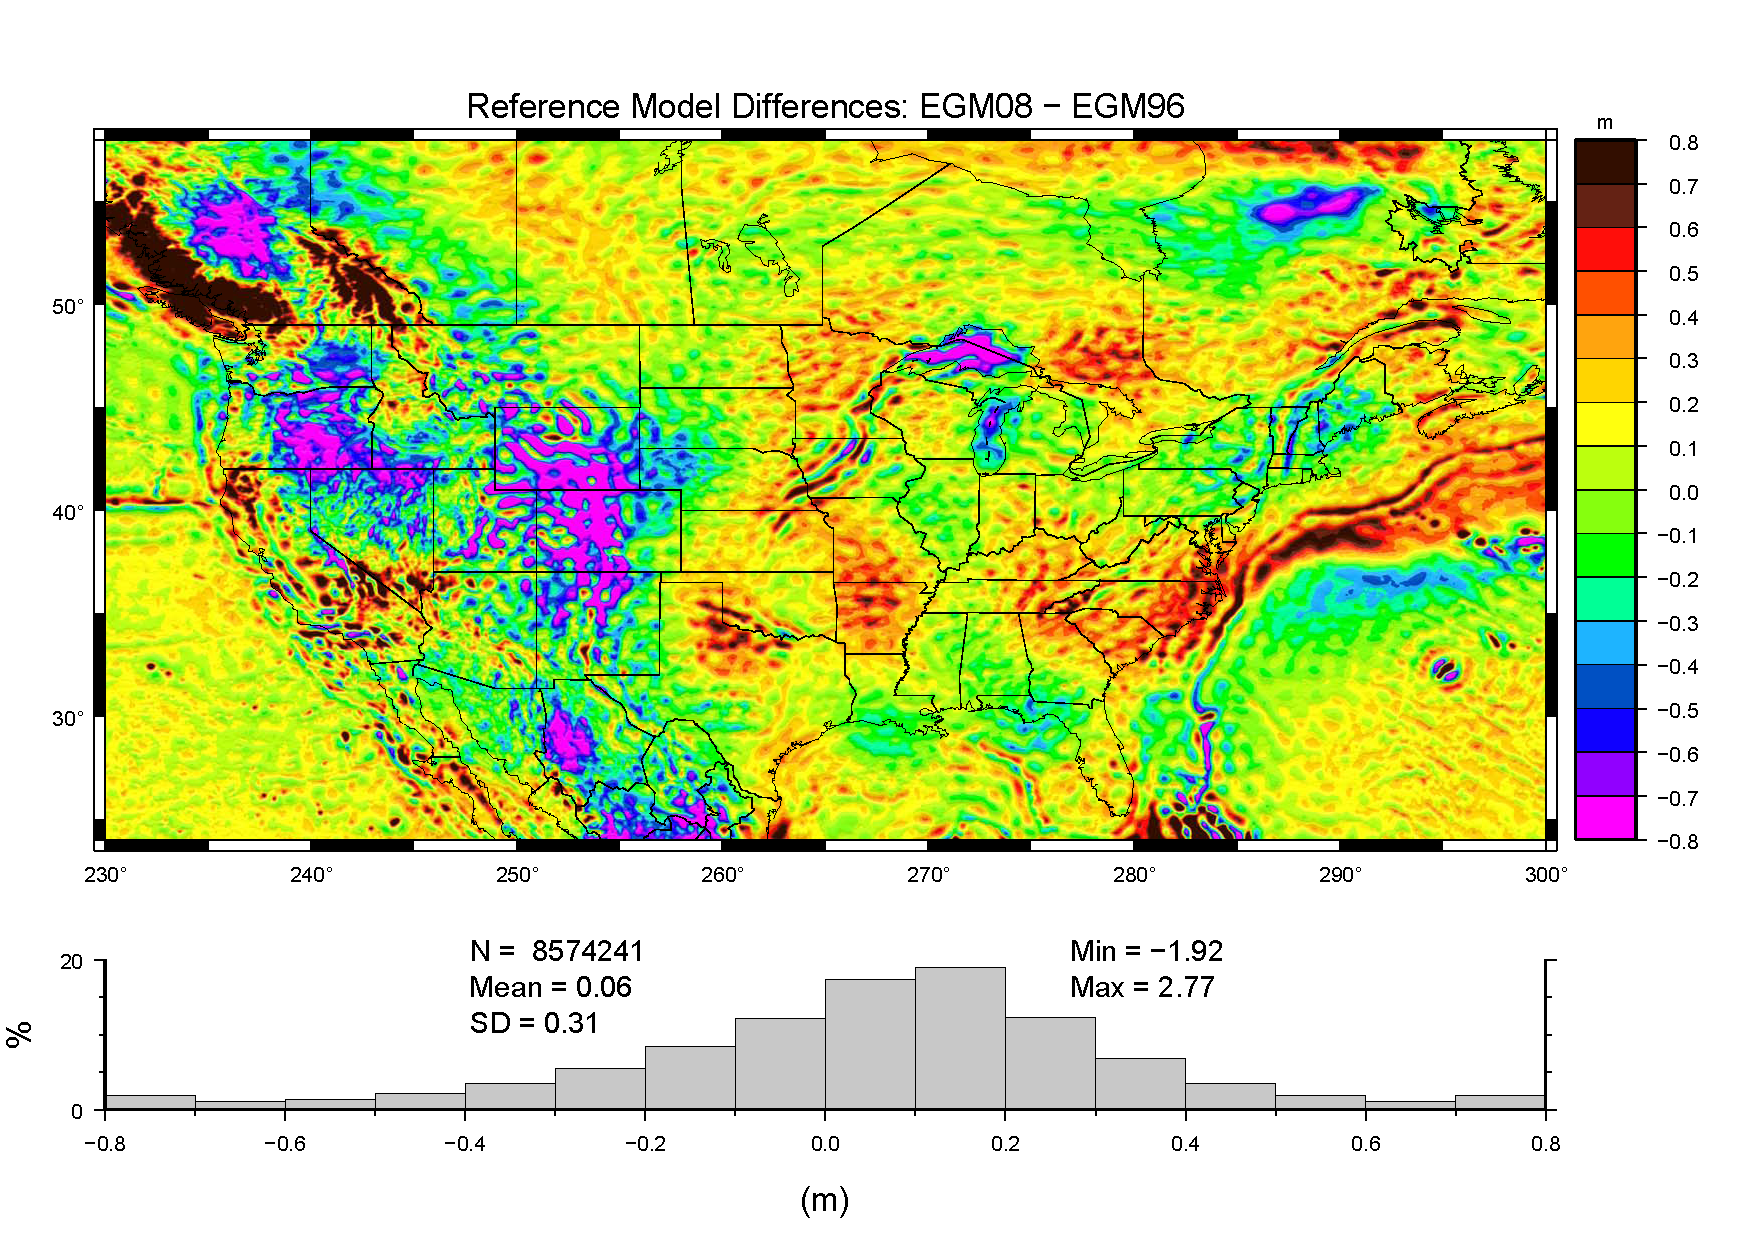 Reference Model Differences: EGM08 − EGM96
m
0.8
0.7
0.6
0.5
0.4
0.3
0.2
0.1
0.0
−0.1
−0.2
−0.3
−0.4
−0.5
−0.6
−0.7
−0.8
50°
40°
30°
230° 240° 250° 260° 270° 280° 290° 300°
N = 8574241
Mean = 0.06
SD = 0.31
Min = −1.92
Max = 2.77
20
%
0
−0.8 −0.6 −0.4 −0.2 0.0 0.2 0.4 0.6 0.8
(m)